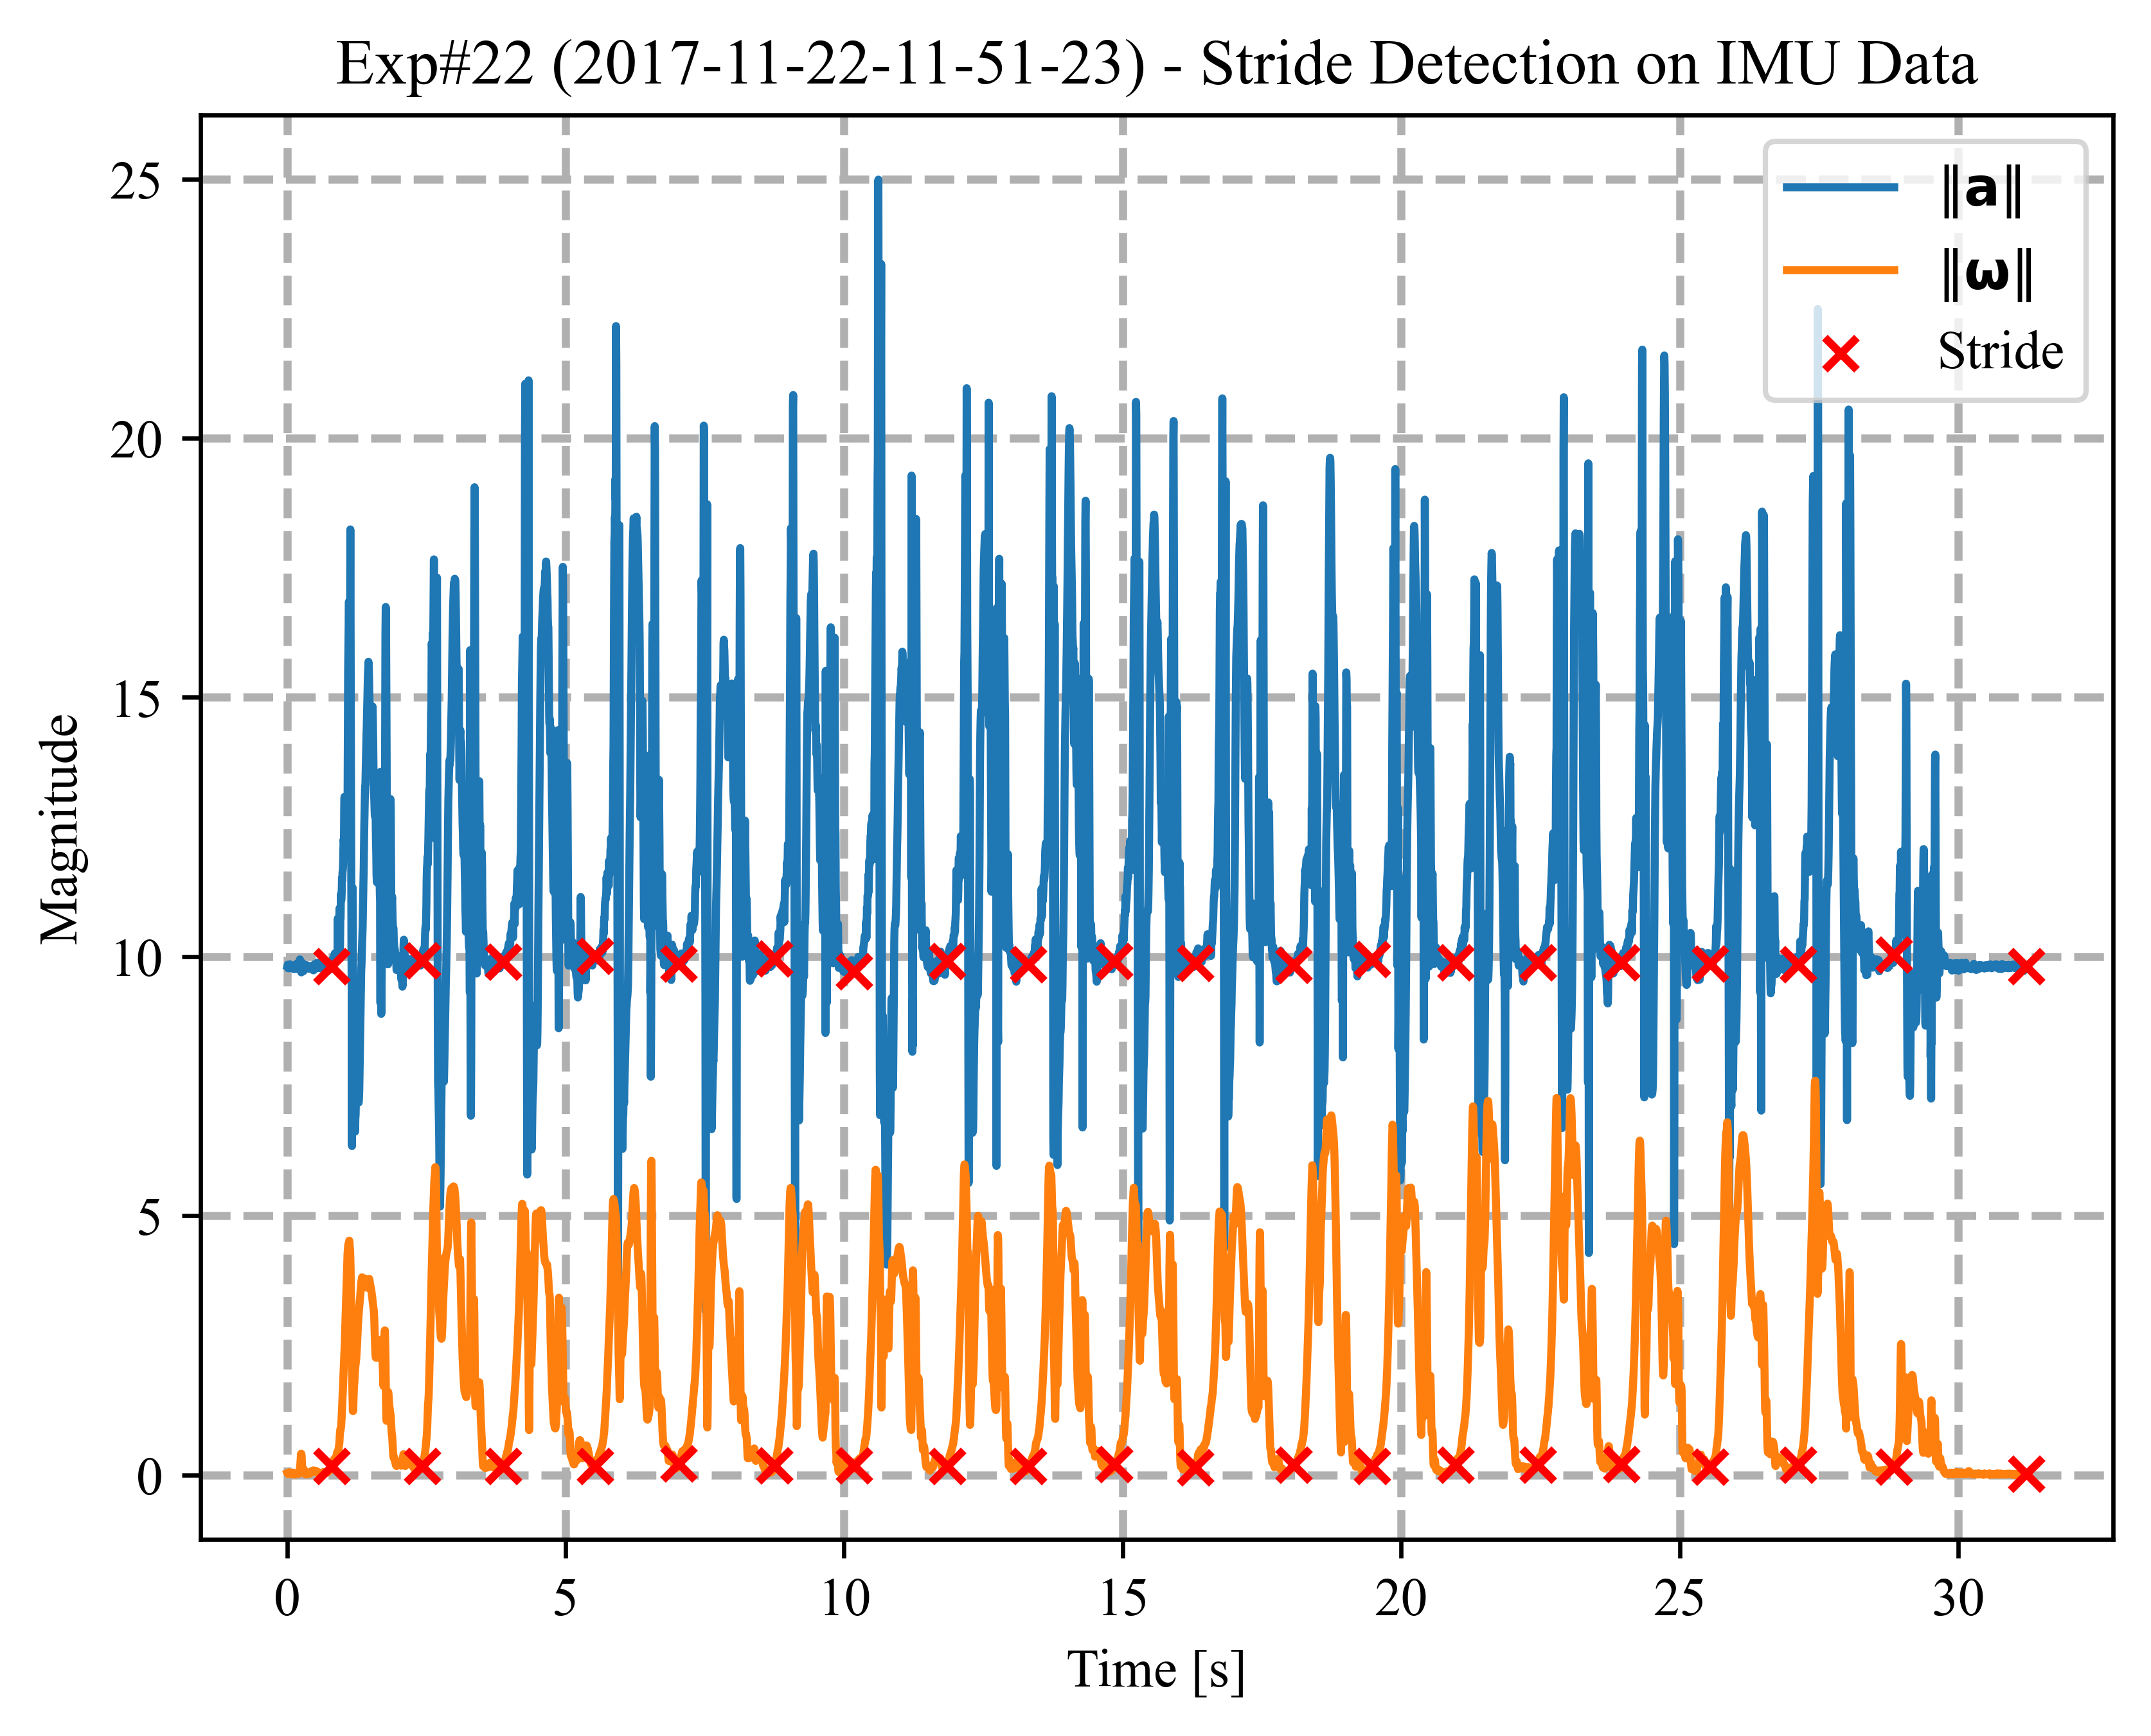 Exp#22 (2017-11-22-11-51-23) - Stride Detection on IMU Data
25
20
15
10
5
0
Magnitude
‖a‖
‖ω‖
Stride
0 5 10 15 20 25 30
Time [s]